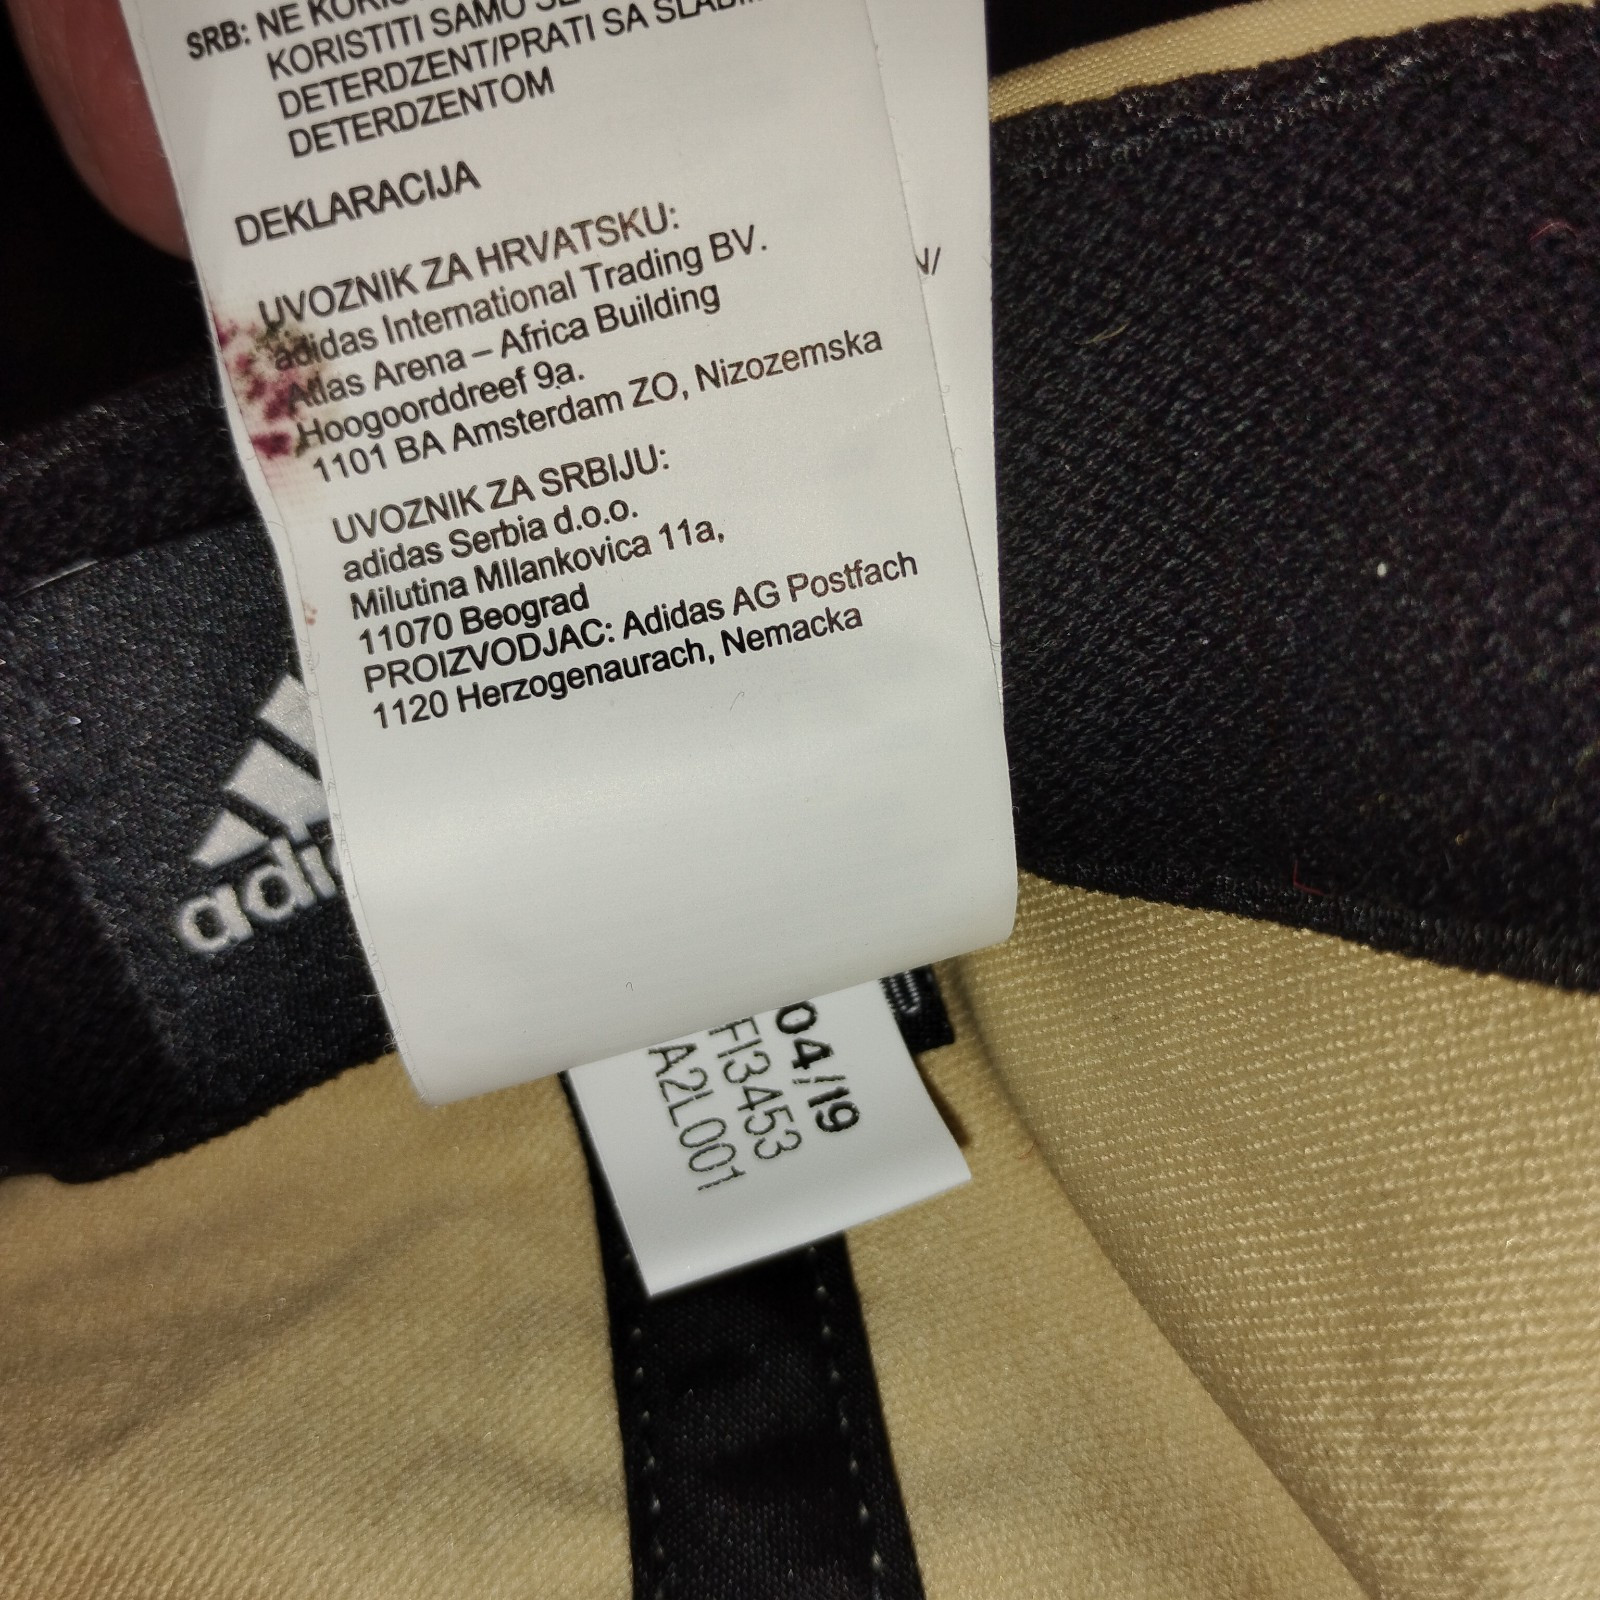 SRB: NE
KORISTITI SAMO
DETERDZENT/PRATI SA
DETERDZENTOM
DEKLARACIJA
UVOZNIK ZA HRVATSKU:
adidas International Trading BV.
Atlas Arena – Africa Building
Hoogoorddreef 9a.
1101 BA Amsterdam ZO, Nizozemska
UVOZNIK ZA SRBIJU:
adidas Serbia d.o.o.
Milutina MIlankovica 11a,
11070 Beograd
PROIZVODJAC: Adidas AG Postfach
1120 Herzogenaurach, Nemacka
adi
04/19
FI3453
A2L001